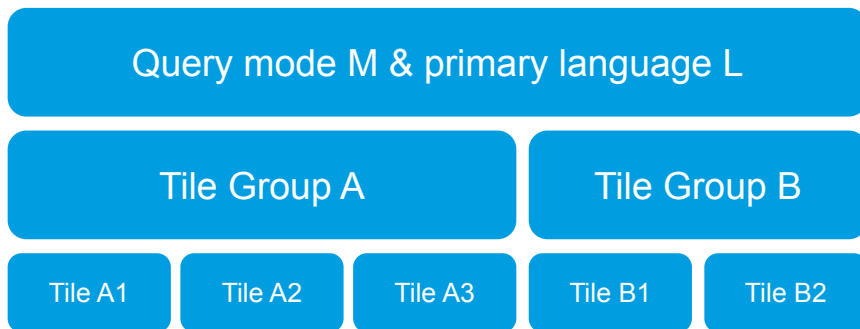 Query mode M & primary language L
Tile Group A
Tile Group B
Tile A1
Tile A2
Tile A3
Tile B1
Tile B2